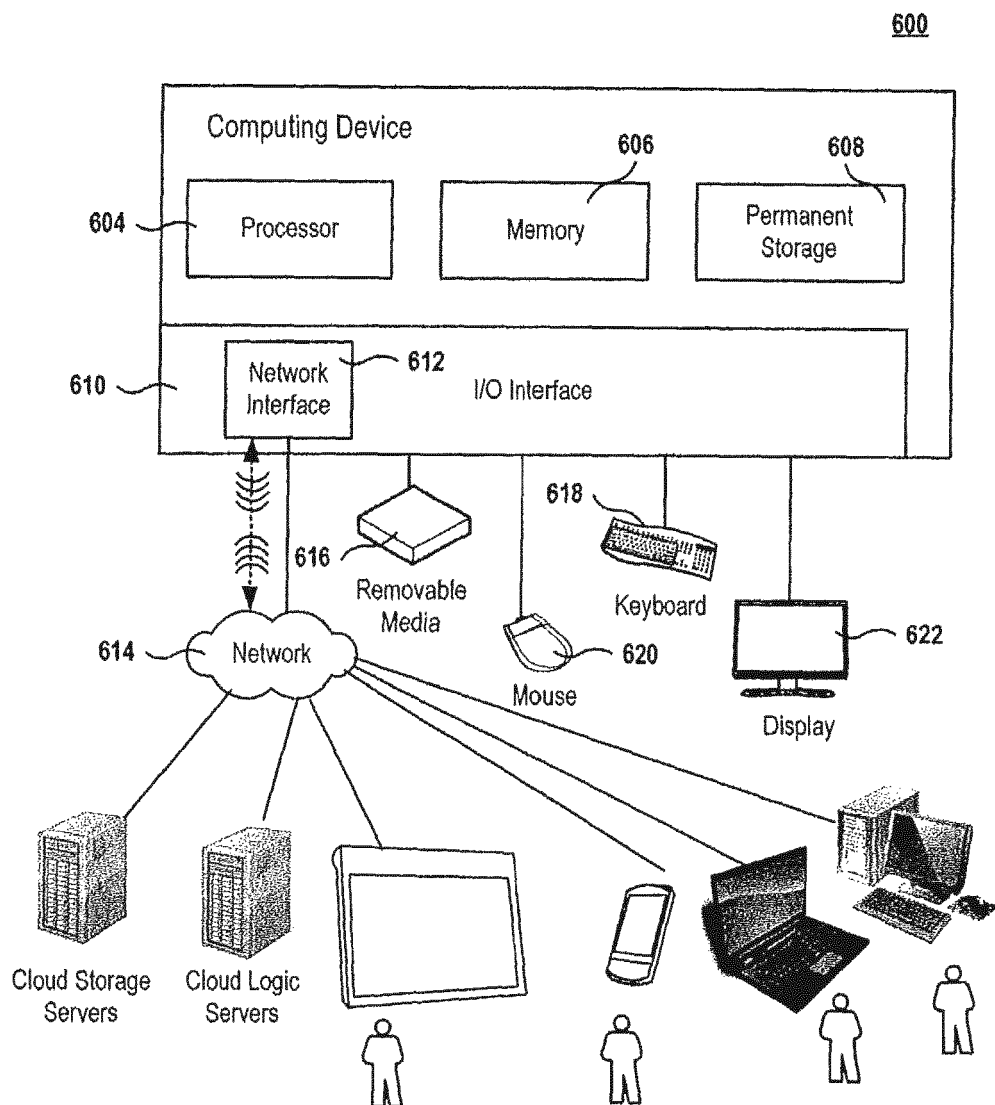 600
Computing Device
604
Processor
606
Memory
608
Permanent
Storage
610
Network
Interface
612
I/O Interface
616
Removable
Media
618
Keyboard
614
Network
620
Mouse
622
Display
Cloud Storage
Servers
Cloud Logic
Servers